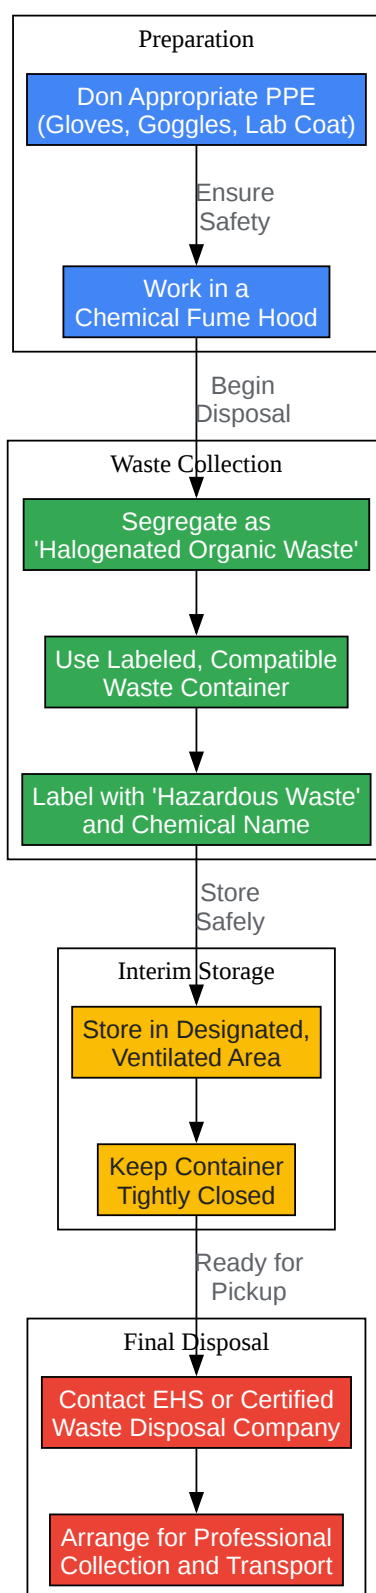 Preparation
Don Appropriate PPE
(Gloves, Goggles, Lab Coat)
Ensure
Safety
Work in a
Chemical Fume Hood
Begin
Disposal
Waste Collection
Segregate as
'Halogenated Organic Waste'
Use Labeled, Compatible
Waste Container
Label with 'Hazardous Waste'
and Chemical Name
Store
Safely
Interim Storage
Store in Designated,
Ventilated Area
Keep Container
Tightly Closed
Ready for
Pickup
Final Disposal
Contact EHS or Certified
Waste Disposal Company
Arrange for Professional
Collection and Transport